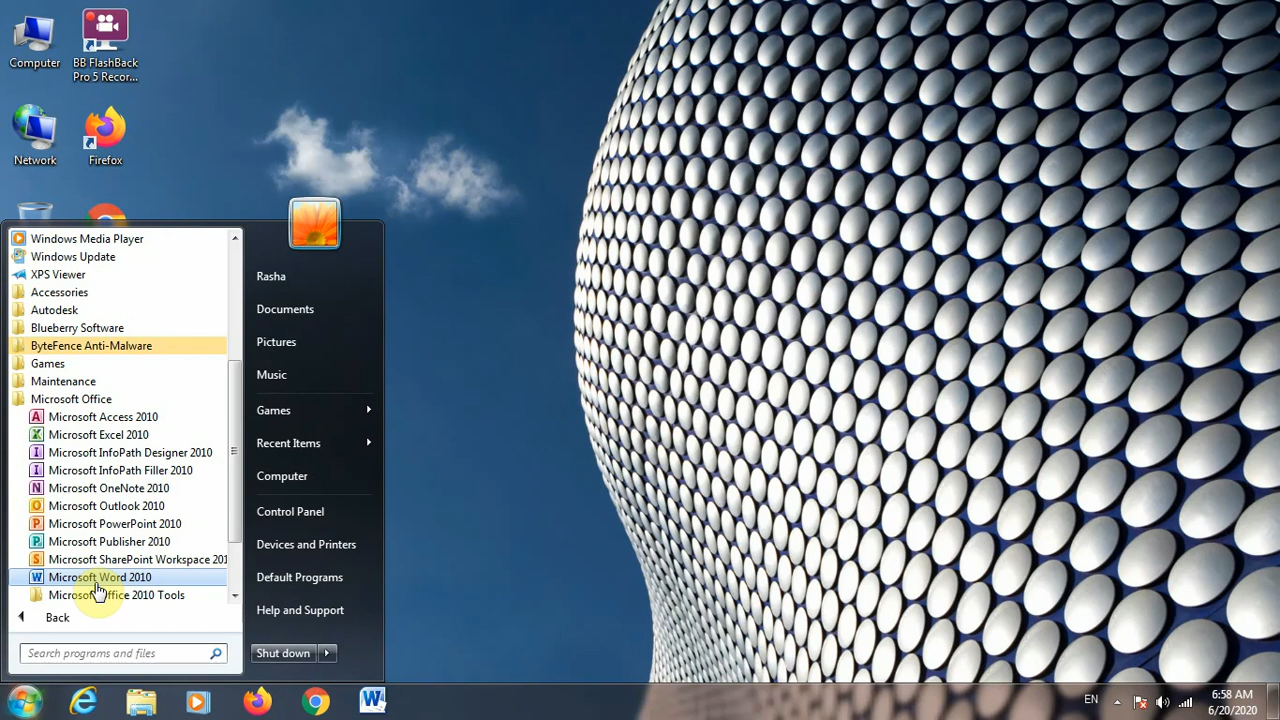 Computer
BB FlashBack
Pro 5 Recor...
Network
Firefox
Windows Media Player
Windows Update
XPS Viewer
Accessories
Autodesk
Blueberry Software
ByteFence Anti-Malware
Games
Maintenance
Microsoft Office
Microsoft Access 2010
Microsoft Excel 2010
Microsoft InfoPath Designer 2010
Microsoft InfoPath Filler 2010
Microsoft OneNote 2010
Microsoft Outlook 2010
Microsoft PowerPoint 2010
Microsoft Publisher 2010
Microsoft SharePoint Workspace 201
Microsoft Word 2010
Microsoft Office 2010 Tools
Back
Search programs and files
Rasha
Documents
Pictures
Music
Games
Recent Items
Computer
Control Panel
Devices and Printers
Default Programs
Help and Support
Shut down
EN
6:58 AM
6/20/2020